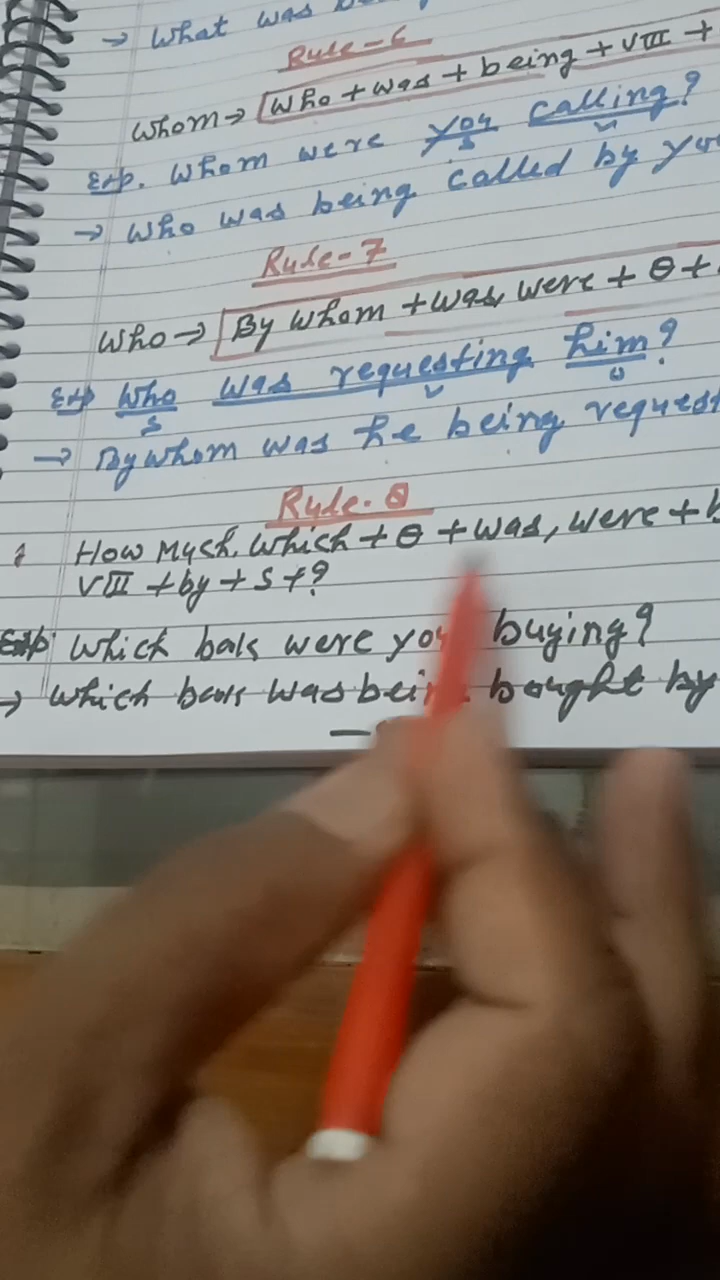 → What was
Rule-6
Whom → Who + was + being + VIII +
Exp. Whom were you calling?
S V
→ Who was being called by you
Rule-7
Who → By whom + was, were + O +
Exp Who was requesting him?
S V O
→ By whom was he being request
Rule-8
How Much, Which + O + was, were + b
VIII + by + S + ?
Exp: Which were you buying?
→ Which was being bought by